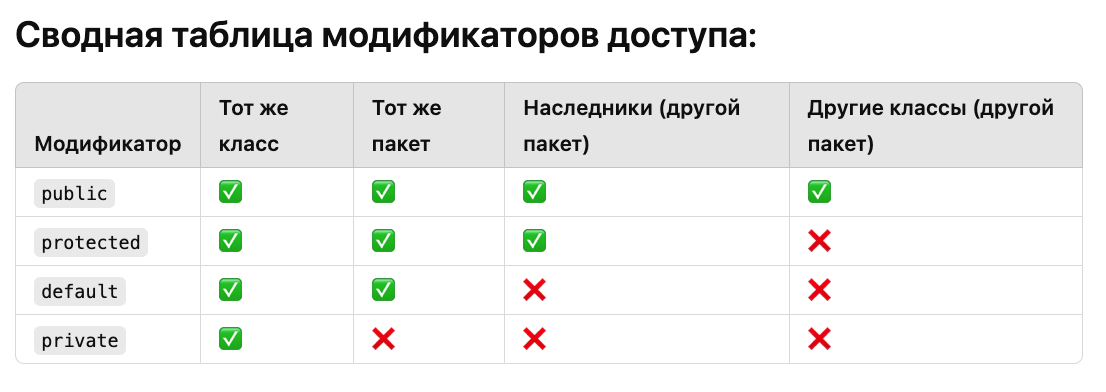 Сводная таблица модификаторов доступа:
Модификатор Тот же класс Тот же пакет Наследники (другой пакет) Другие классы (другой пакет)
public ✅ ✅ ✅ ✅
protected ✅ ✅ ✅ ❌
default ✅ ✅ ❌ ❌
private ✅ ❌ ❌ ❌